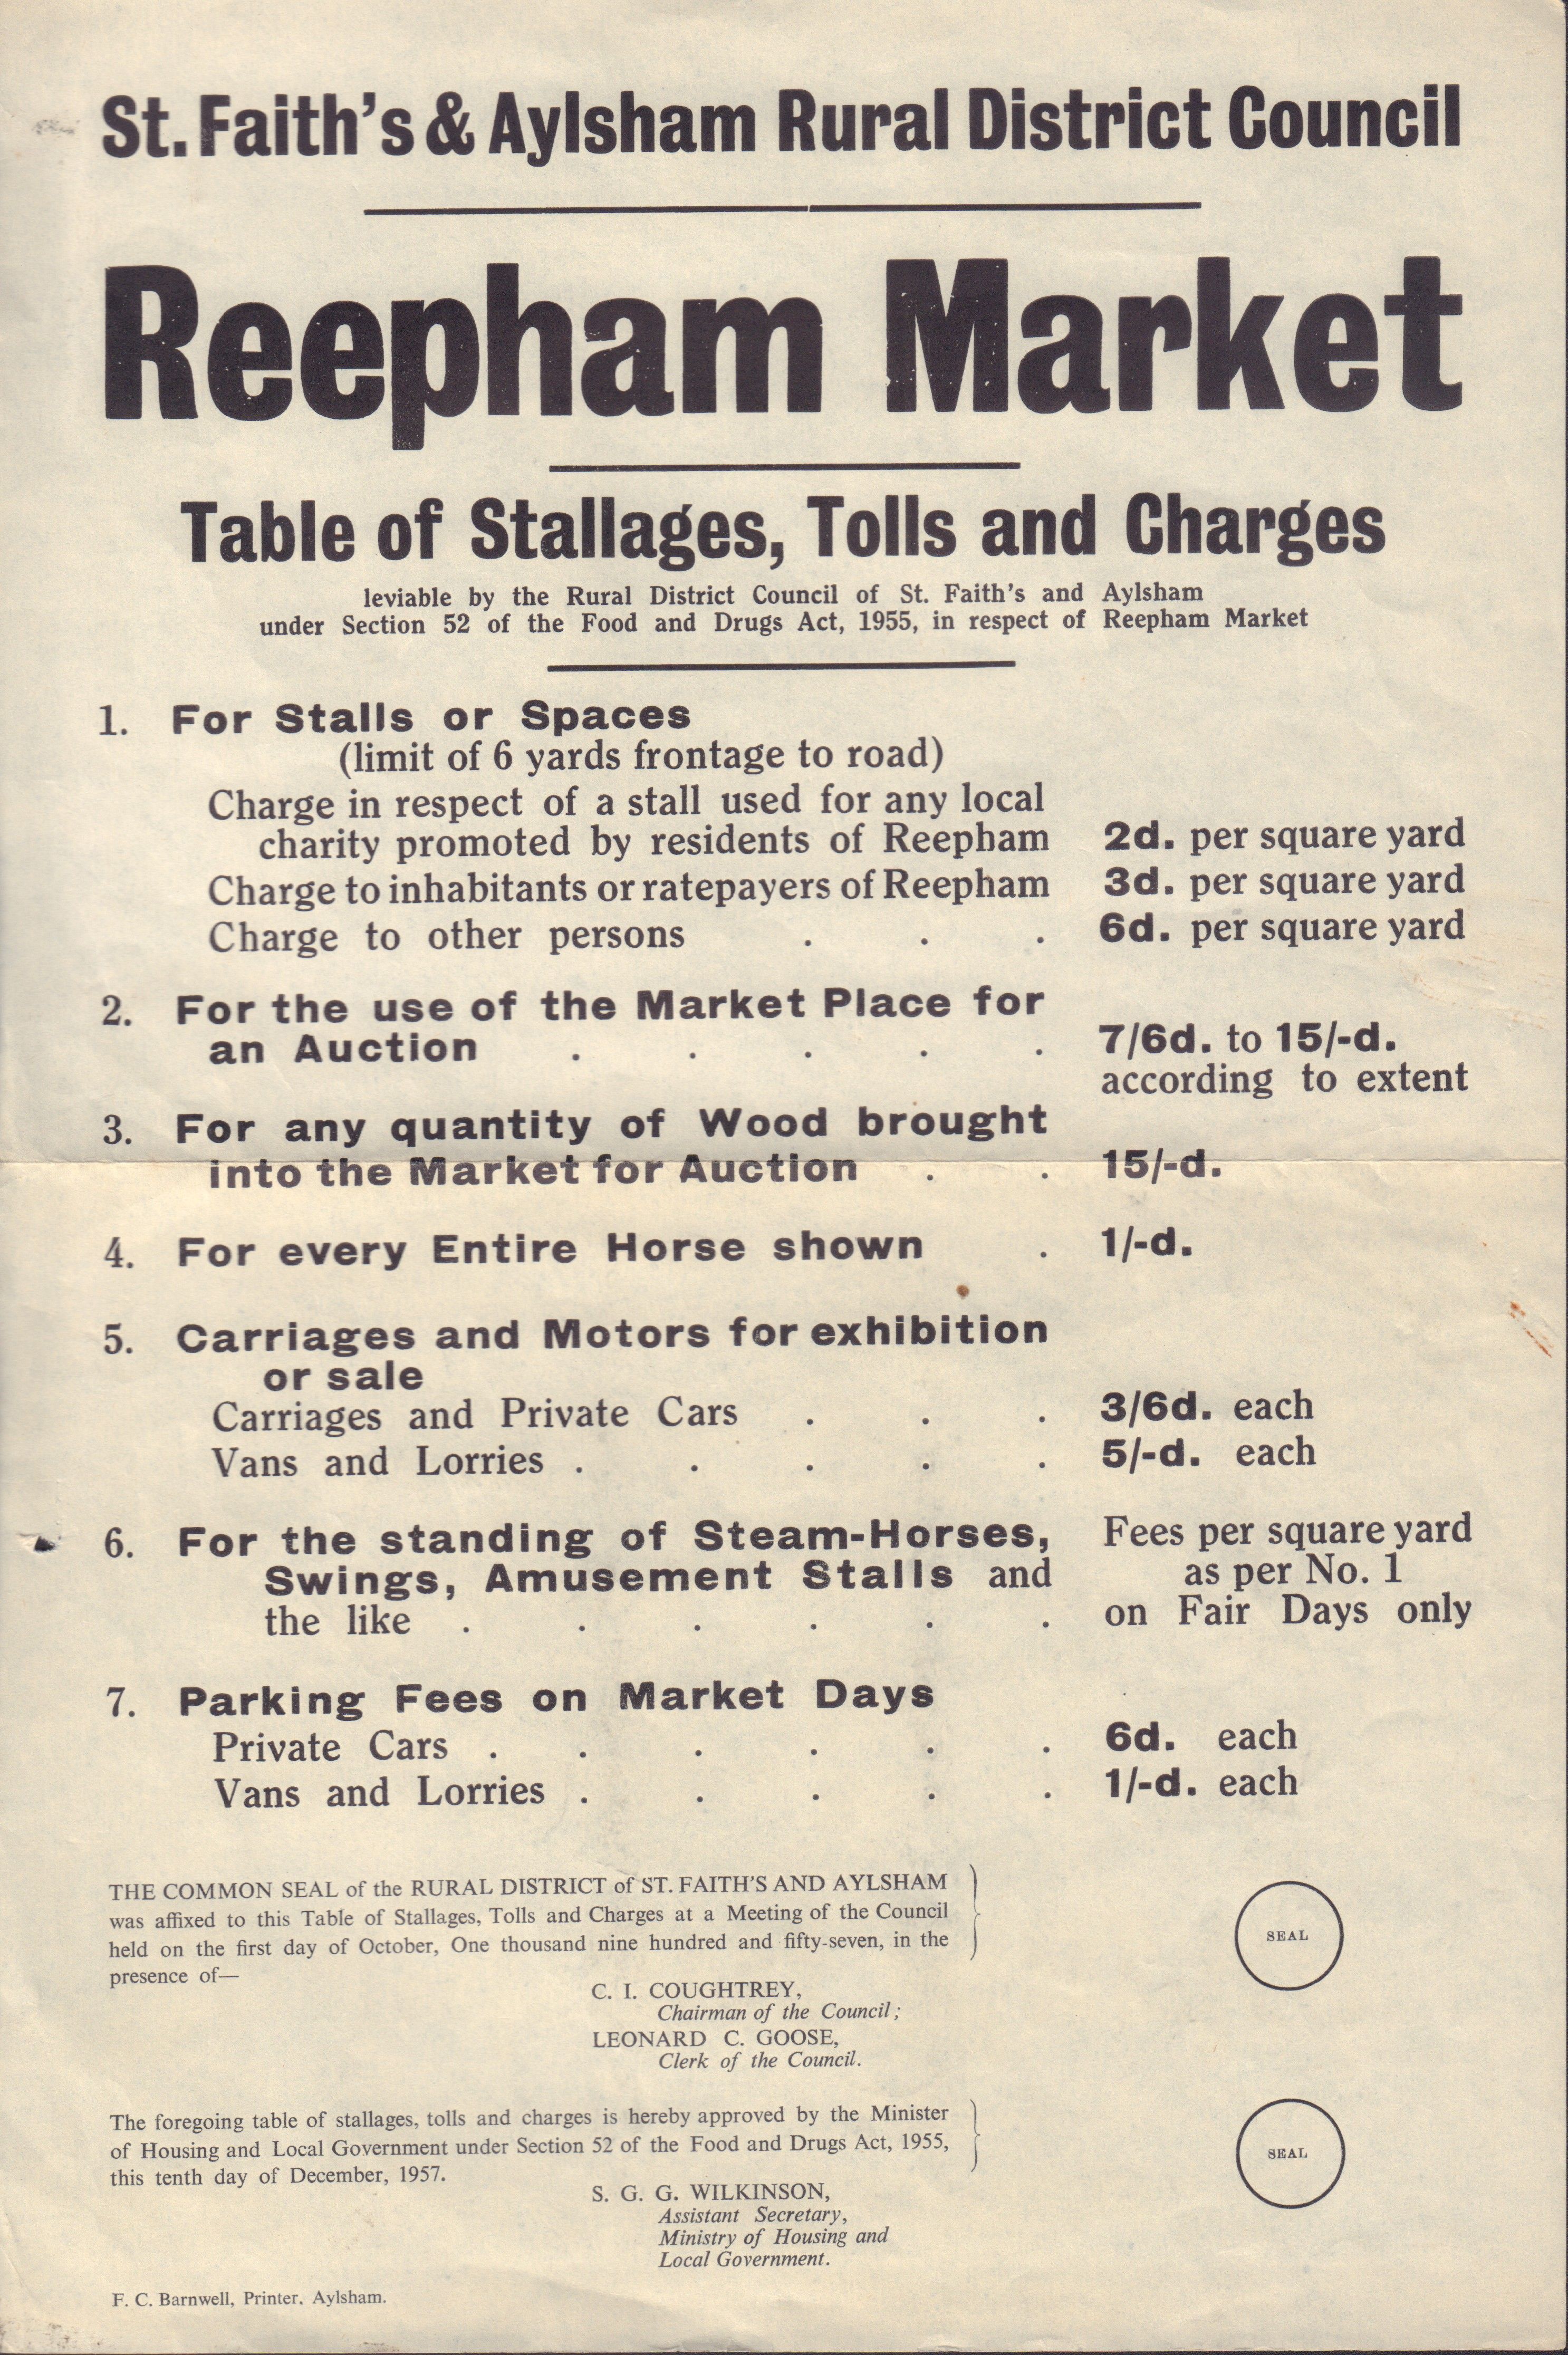 St. Faith's & Aylsham Rural District Council
Reepham Market
Table of Stallages, Tolls and Charges
leviable by the Rural District Council of St. Faith's and Aylsham
under Section 52 of the Food and Drugs Act, 1955, in respect of Reepham Market
1. For Stalls or Spaces
(limit of 6 yards frontage to road)
Charge in respect of a stall used for any local
charity promoted by residents of Reepham 2d. per square yard
Charge to inhabitants or ratepayers of Reepham 3d. per square yard
Charge to other persons . . . 6d. per square yard
2. For the use of the Market Place for
an Auction . . . . . 7/6d. to 15/-d.
according to extent
3. For any quantity of Wood brought
into the Market for Auction . . 15/-d.
4. For every Entire Horse shown . 1/-d.
5. Carriages and Motors for exhibition
or sale
Carriages and Private Cars . . . 3/6d. each
Vans and Lorries . . . . . 5/-d. each
6. For the standing of Steam-Horses, Fees per square yard
Swings, Amusement Stalls and as per No. 1
the like . . . . . . on Fair Days only
7. Parking Fees on Market Days
Private Cars . . . . . . 6d. each
Vans and Lorries . . . . . 1/-d. each
THE COMMON SEAL of the RURAL DISTRICT of ST. FAITH'S AND AYLSHAM
was affixed to this Table of Stallages, Tolls and Charges at a Meeting of the Council
held on the first day of October, One thousand nine hundred and fifty-seven, in the
presence of—
SEAL
C. I. COUGHTREY,
Chairman of the Council;
LEONARD C. GOOSE,
Clerk of the Council.
The foregoing table of stallages, tolls and charges is hereby approved by the Minister
of Housing and Local Government under Section 52 of the Food and Drugs Act, 1955,
this tenth day of December, 1957.
SEAL
S. G. G. WILKINSON,
Assistant Secretary,
Ministry of Housing and
Local Government.
F. C. Barnwell, Printer, Aylsham.